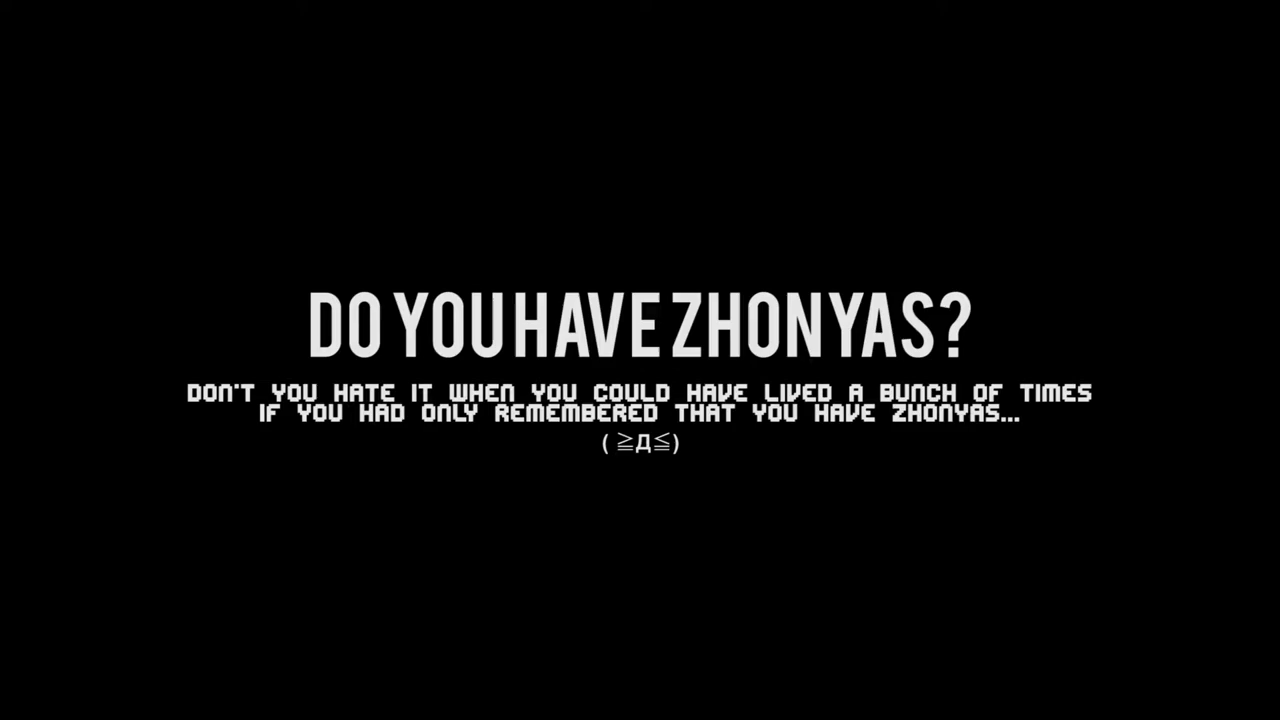 DO YOU HAVE ZHONYAS?
DON'T YOU HATE IT WHEN YOU COULD HAVE LIVED A BUNCH OF TIMES
IF YOU HAD ONLY REMEMBERED THAT YOU HAVE ZHONYAS...
( ≧Д≦)